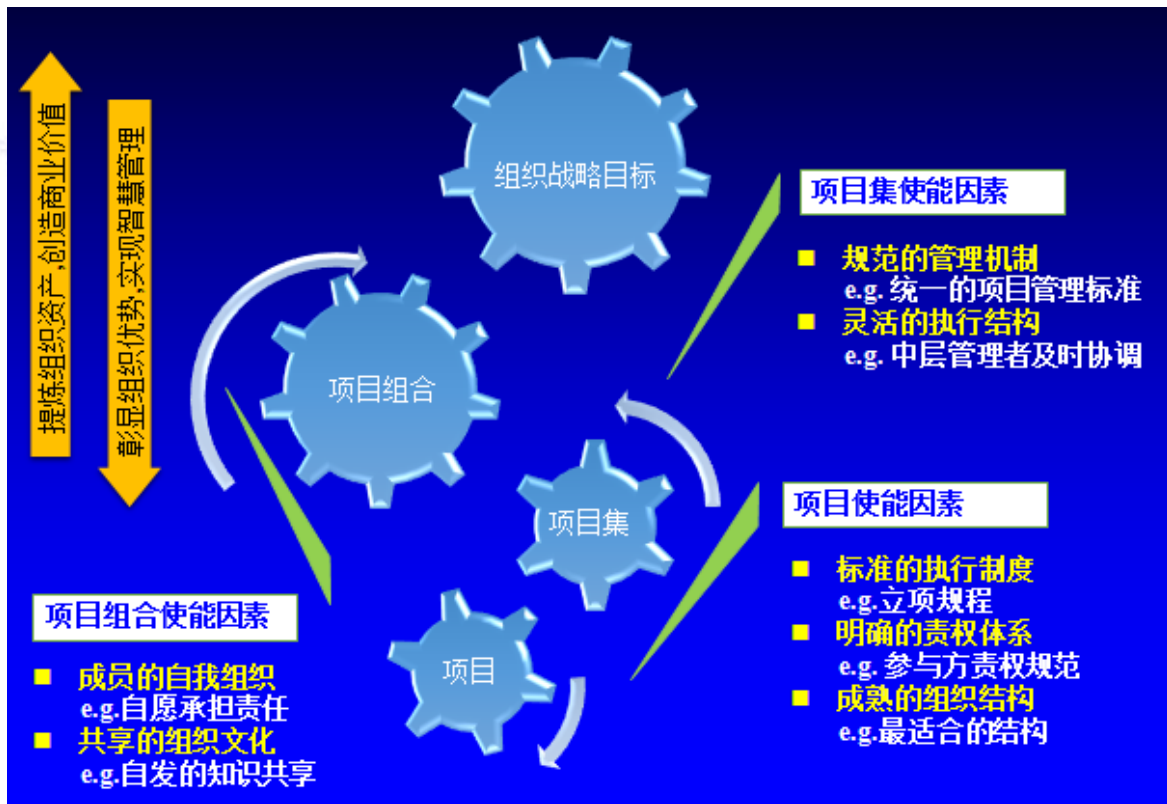 提炼组织资产,创造商业价值
彰显组织优势,实现智慧管理
组织战略目标
项目组合
项目集
项目
项目集使能因素
规范的管理机制
e.g. 统一的项目管理标准
灵活的执行结构
e.g. 中层管理者及时协调
项目使能因素
标准的执行制度
e.g.立项规程
明确的责权体系
e.g. 参与方责权规范
成熟的组织结构
e.g.最适合的结构
项目组合使能因素
成员的自我组织
e.g.自愿承担责任
共享的组织文化
e.g.自发的知识共享